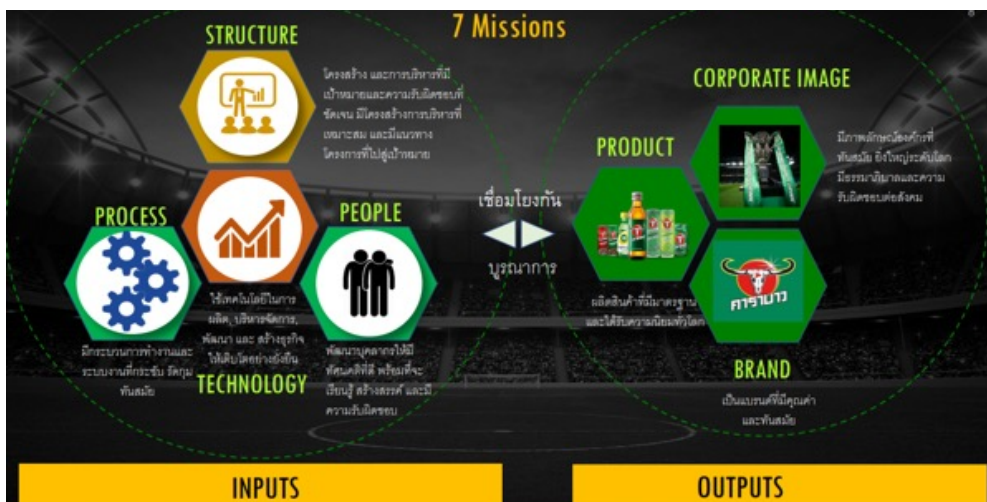 7 Missions
STRUCTURE
โครงสร้าง และการบริหารที่มี
เป้าหมายและความรับผิดชอบที่
ชัดเจน มีโครงสร้างการบริหารที่
เหมาะสม และมีแนวทาง
โครงการที่ไปสู่เป้าหมาย
PROCESS
มีกระบวนการทำงานและ
ระบบงานที่กระชับ รัดกุม
ทันสมัย
ใช้เทคโนโลยีในการ
ผลิต, บริหารจัดการ,
พัฒนา และ สร้างธุรกิจ
ให้เติบโตอย่างยั่งยืน
TECHNOLOGY
PEOPLE
พัฒนาบุคลากรให้มี
ทัศนคติที่ดี พร้อมที่จะ
เรียนรู้ สร้างสรรค์ และมี
ความรับผิดชอบ
เชื่อมโยงกัน
บูรณาการ
PRODUCT
ผลิตสินค้าที่มีมาตรฐาน
และได้รับความนิยมทั่วโลก
CORPORATE IMAGE
มีภาพลักษณ์องค์กรที่
ทันสมัย ยิ่งใหญ่ระดับโลก
มีธรรมาภิบาลและความ
รับผิดชอบต่อสังคม
คาราบาว
BRAND
เป็นแบรนด์ที่มีคุณค่า
และทันสมัย
INPUTS
OUTPUTS